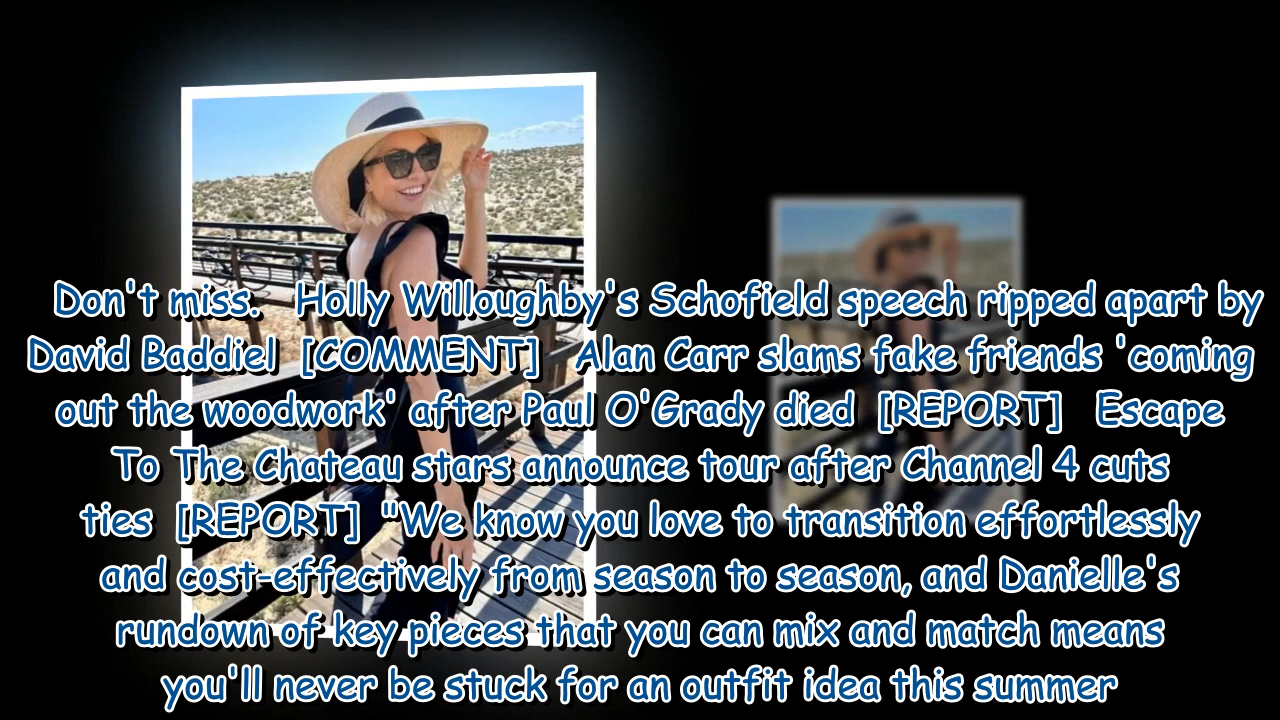 Don't miss.   Holly Willoughby's Schofield speech ripped apart by
David Baddiel  [COMMENT]   Alan Carr slams fake friends 'coming
out the woodwork' after Paul O'Grady died  [REPORT]   Escape
To The Chateau stars announce tour after Channel 4 cuts
ties  [REPORT]  "We know you love to transition effortlessly
and cost-effectively from season to season, and Danielle's
rundown of key pieces that you can mix and match means
you'll never be stuck for an outfit idea this summer